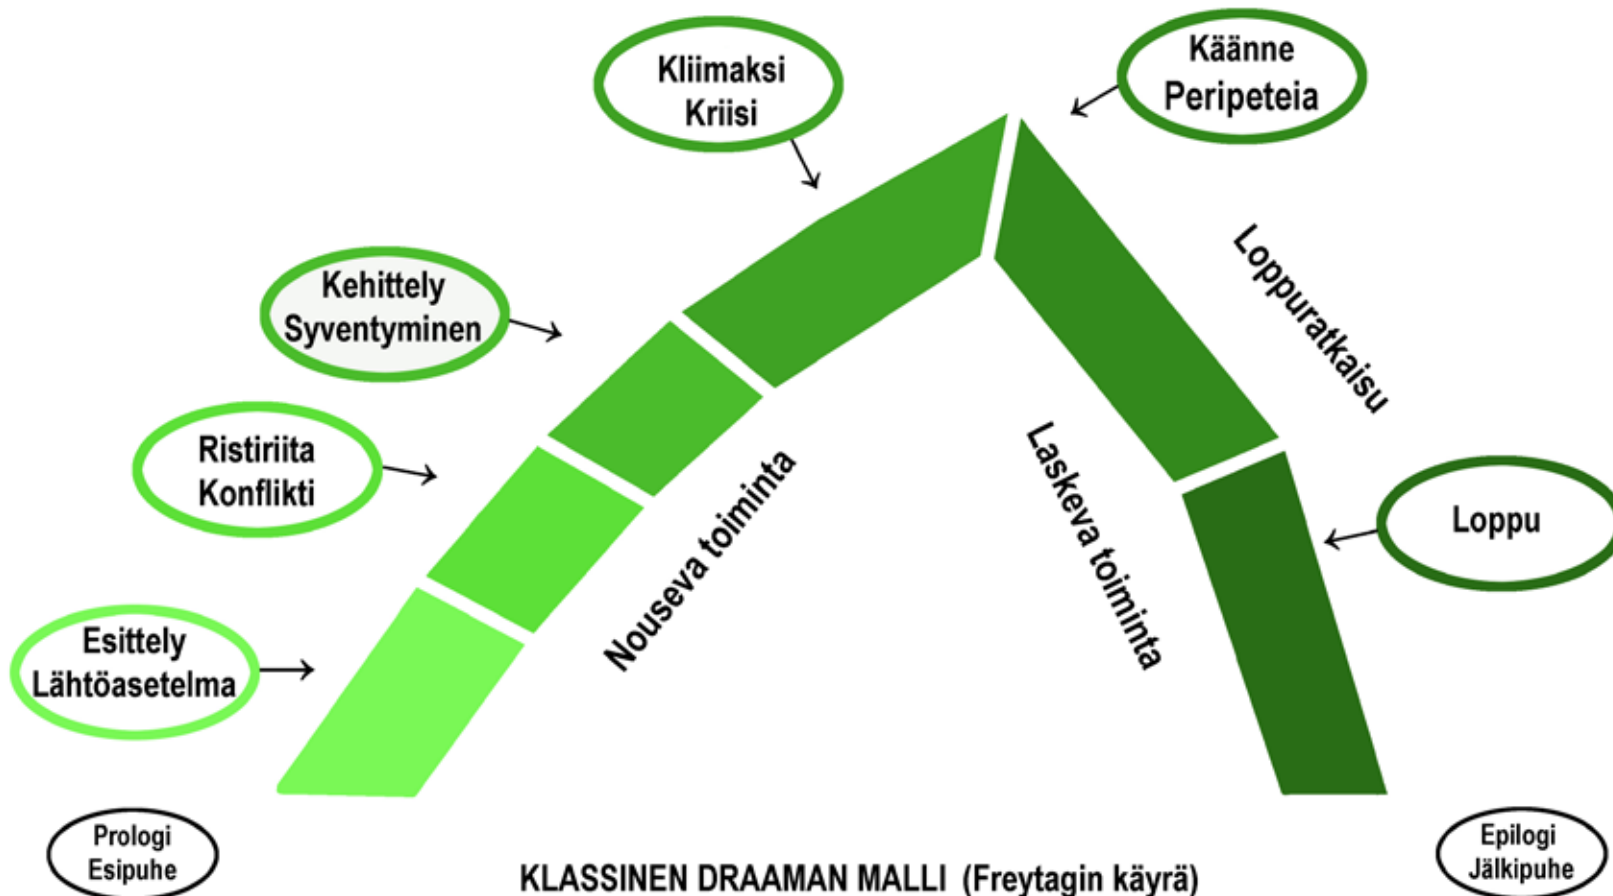 Kliimaksi
Kriisi
Käänne
Peripeteia
Kehittely
Syventyminen
Loppuratkaisu
Ristiriita
Konflikti
Nouseva toiminta
Laskeva toiminta
Loppu
Esittely
Lähtöasetelma
Prologi
Esipuhe
Epilogi
Jälkipuhe
KLASSINEN DRAAMAN MALLI (Freytagin käyrä)